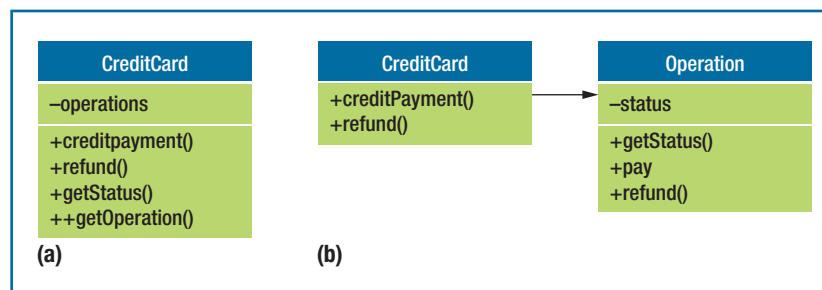 CreditCard
–operations
+creditpayment()
+refund()
+getStatus()
++getOperation()
(a)
CreditCard
+creditPayment()
+refund()
Operation
–status
+getStatus()
+pay
+refund()
(b)